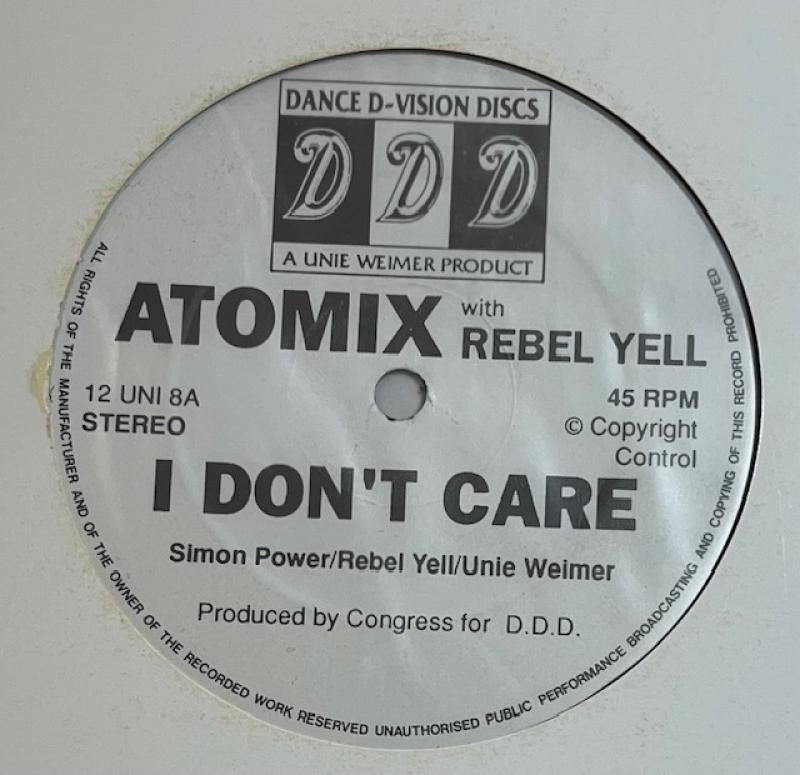 DANCE D-VISION DISCS
D D D
A UNIE WEIMER PRODUCT
ATOMIX with REBEL YELL
12 UNI 8A
STEREO
45 RPM
© Copyright
Control
I DON'T CARE
Simon Power/Rebel Yell/Unie Weimer
Produced by Congress for D.D.D.
ALL RIGHTS OF THE MANUFACTURER AND OF THE OWNER OF THE RECORDED WORK RESERVED UNAUTHORISED PUBLIC PERFORMANCE BROADCASTING AND COPYING OF THIS RECORD PROHIBITED